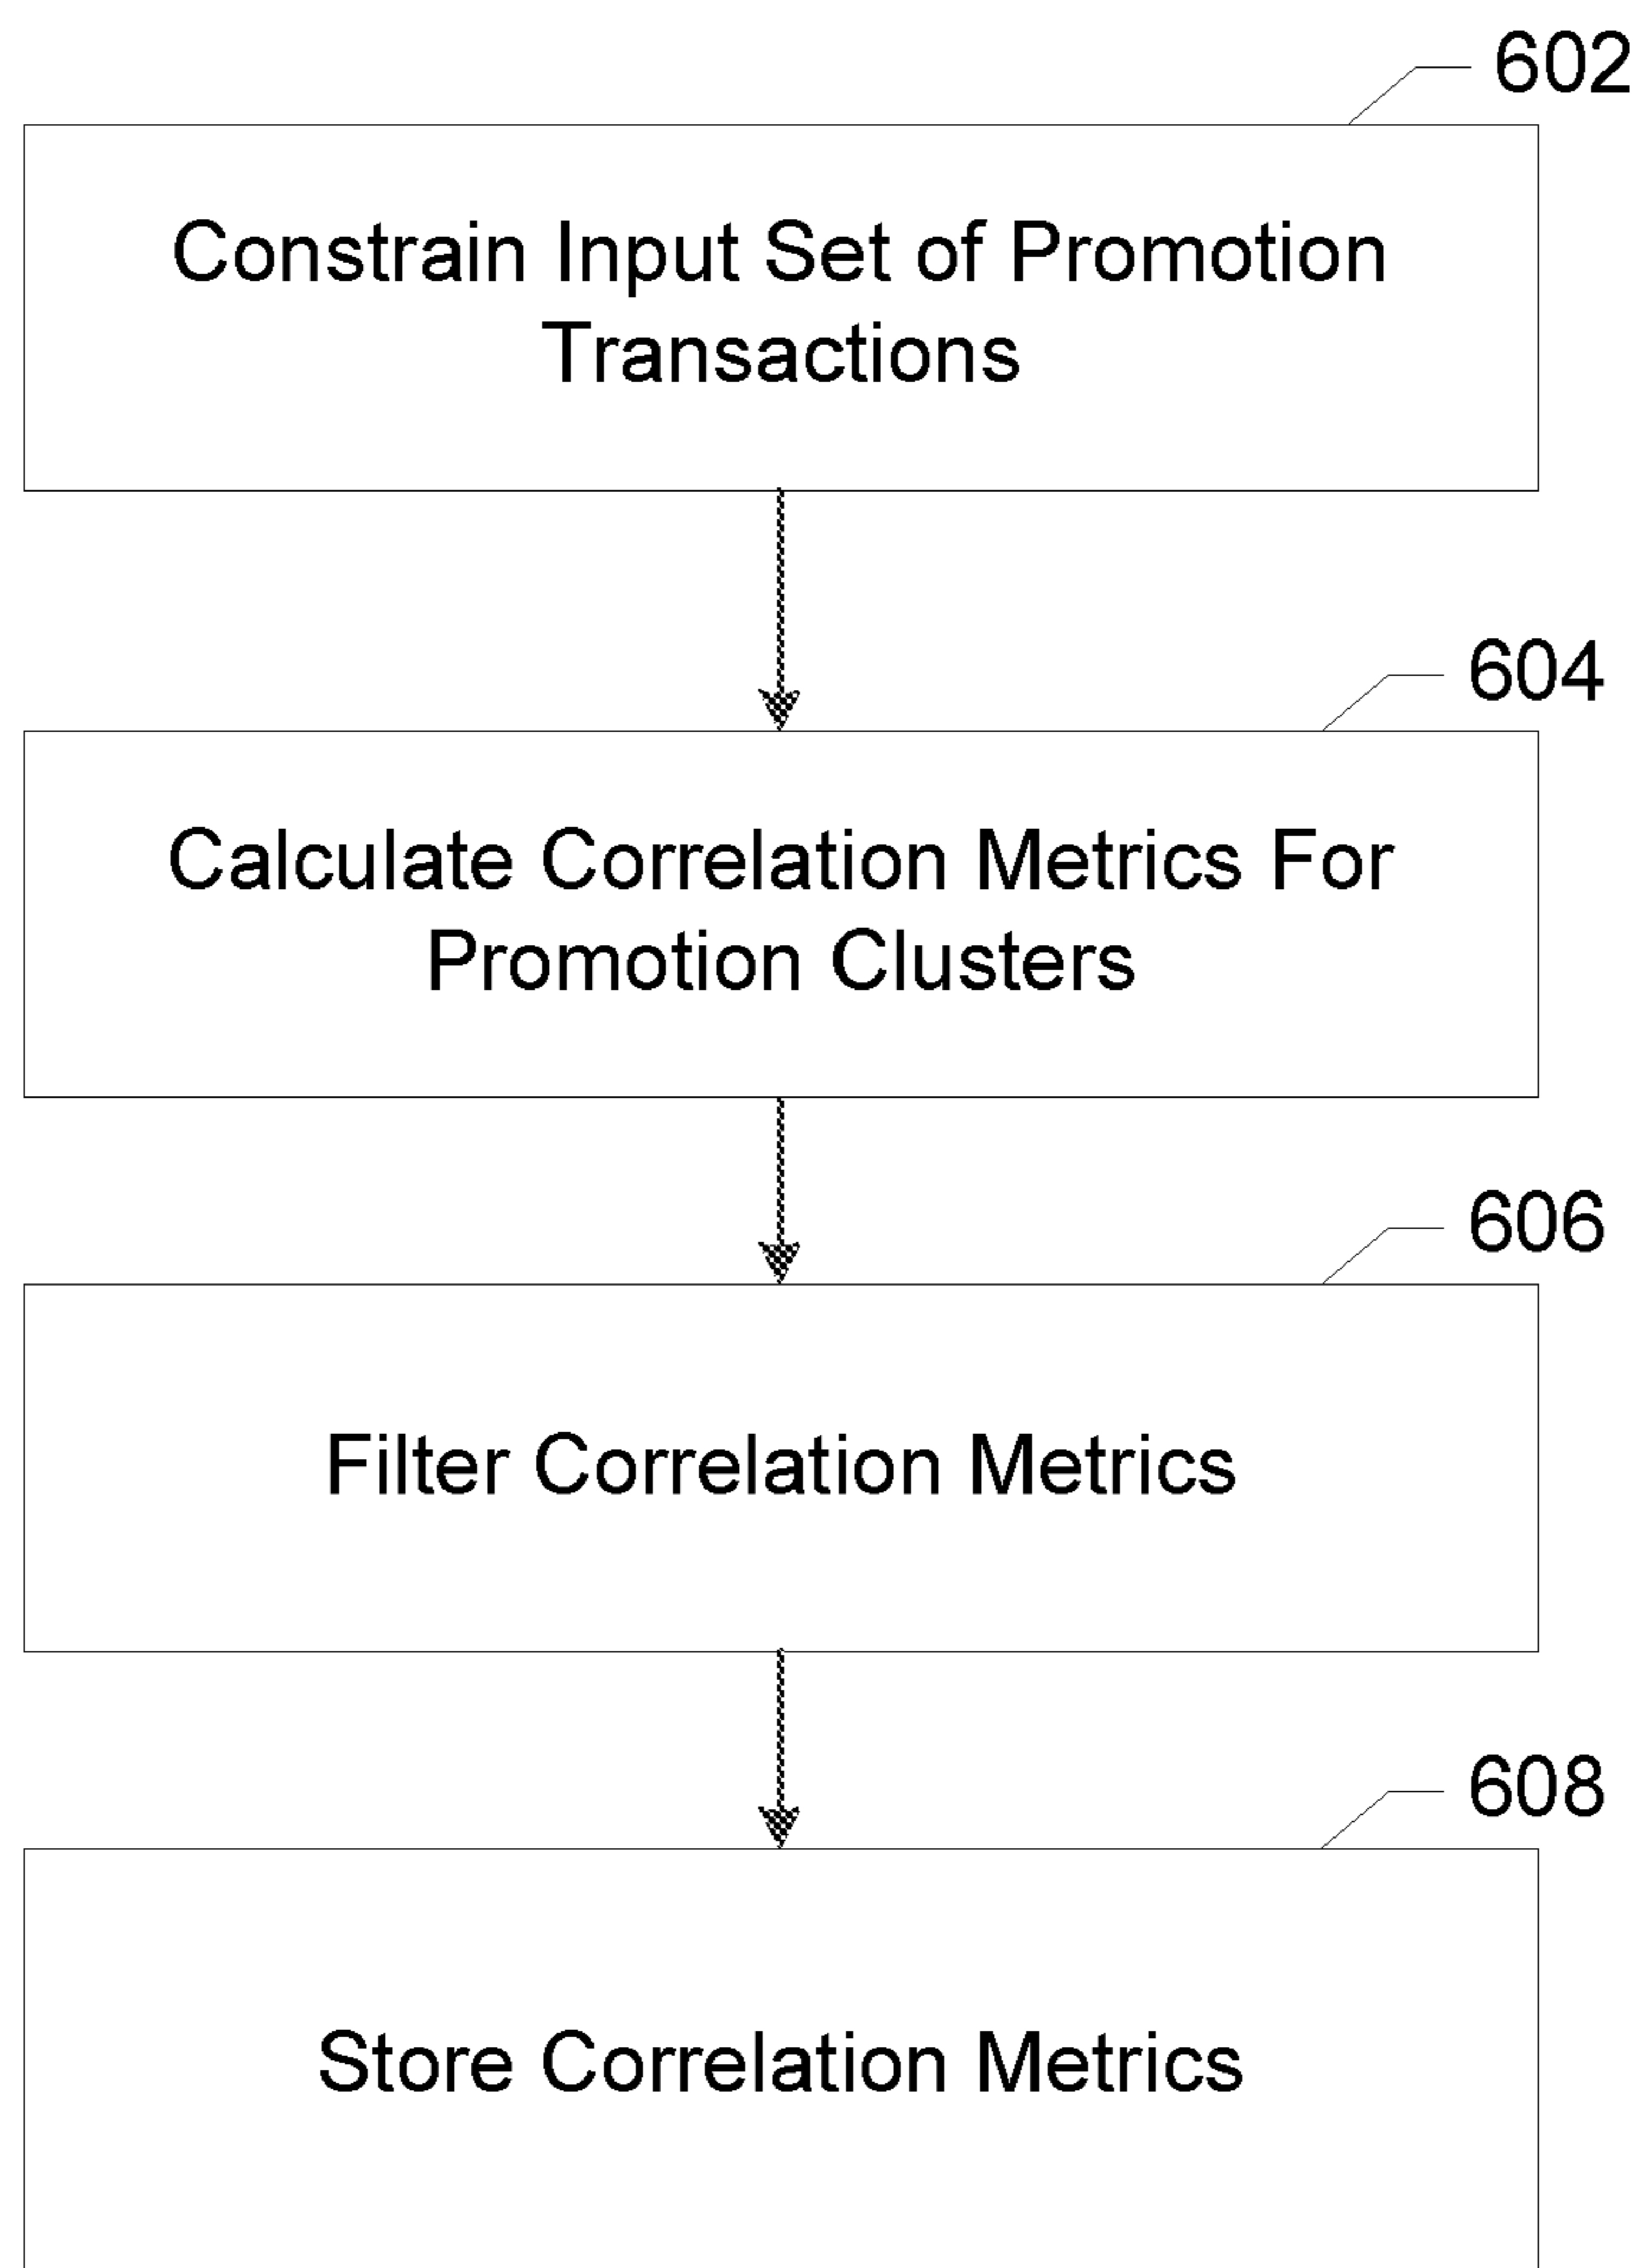 602
Constrain Input Set of Promotion
Transactions
604
Calculate Correlation Metrics For
Promotion Clusters
606
Filter Correlation Metrics
608
Store Correlation Metrics